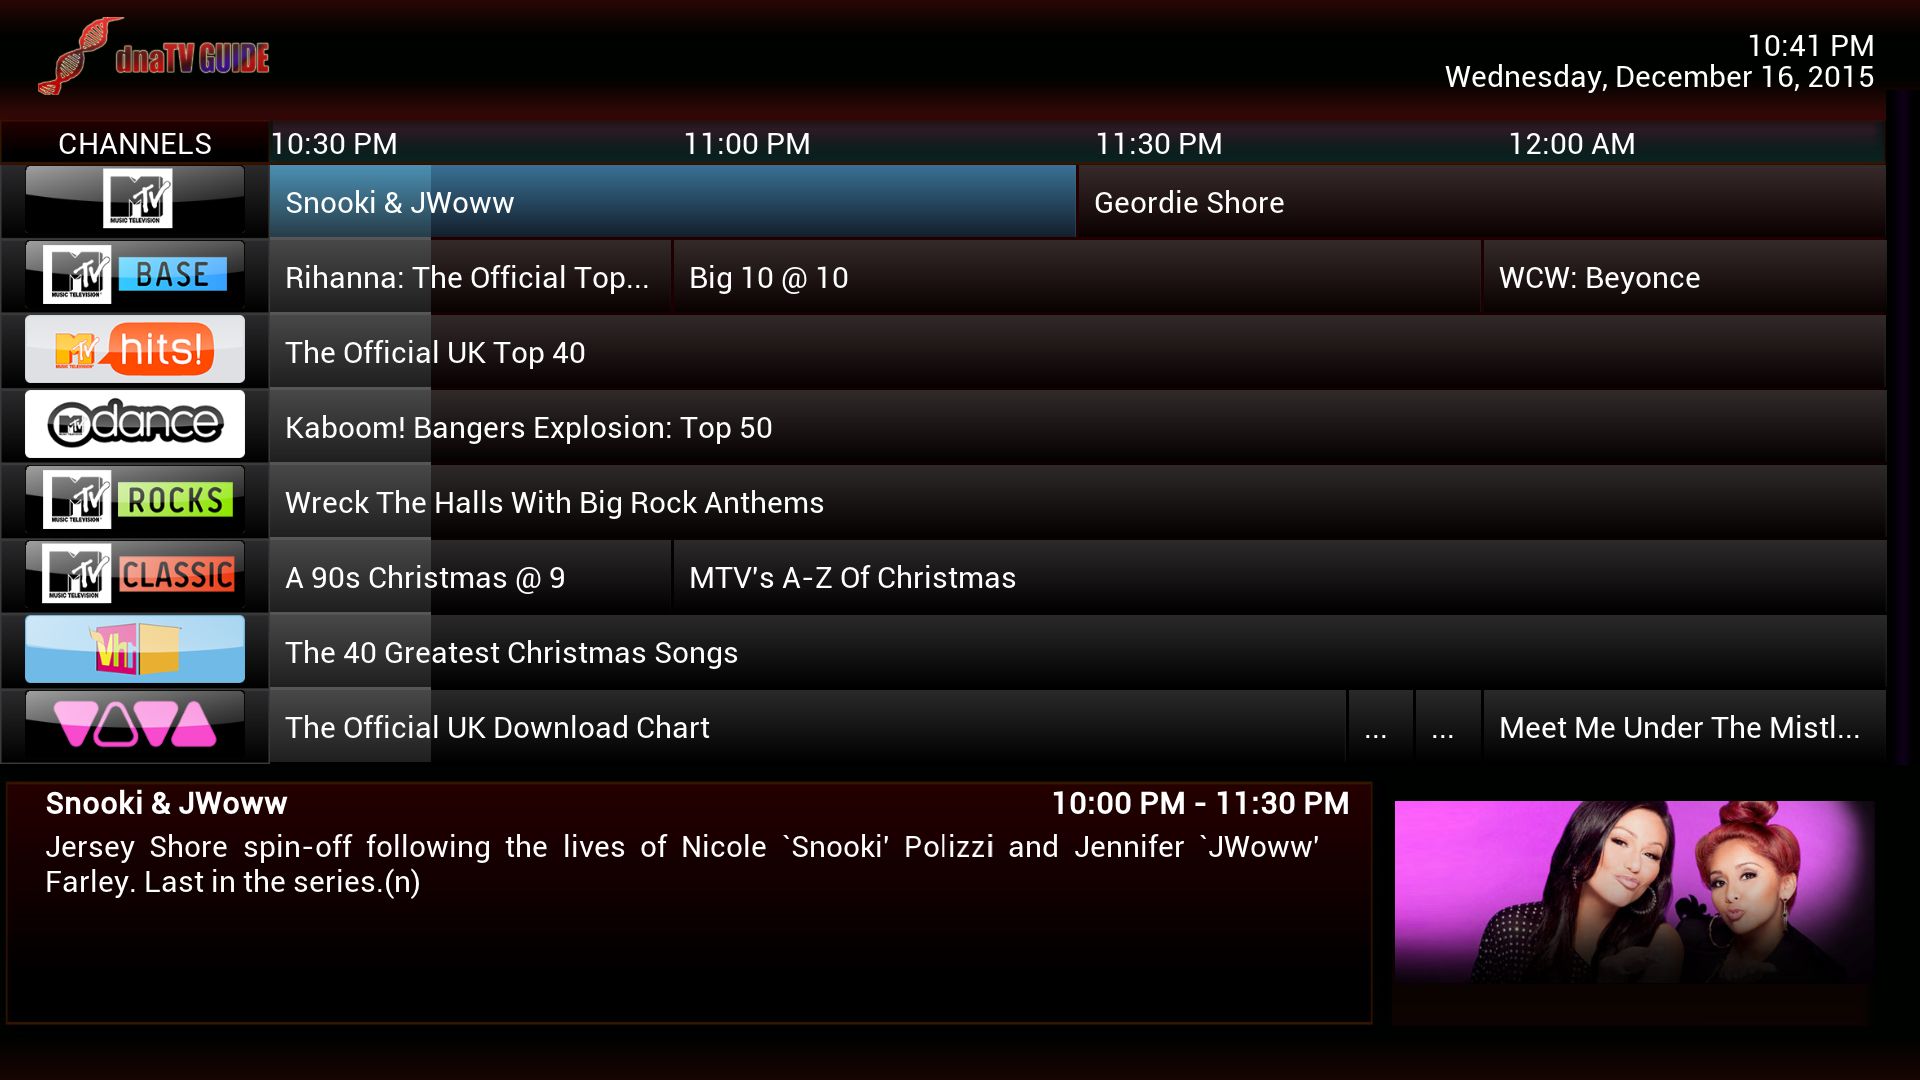 dnaTV GUIDE
10:41 PM
Wednesday, December 16, 2015
CHANNELS 10:30 PM 11:00 PM 11:30 PM 12:00 AM
MTV MUSIC TELEVISION Snooki & JWoww Geordie Shore
MTV MUSIC TELEVISION BASE Rihanna: The Official Top... Big 10 @ 10 WCW: Beyonce
MTV MUSIC TELEVISION hits! The Official UK Top 40
MTV dance Kaboom! Bangers Explosion: Top 50
MTV MUSIC TELEVISION ROCKS Wreck The Halls With Big Rock Anthems
MTV MUSIC TELEVISION CLASSIC A 90s Christmas @ 9 MTV's A-Z Of Christmas
Vh1 The 40 Greatest Christmas Songs
VIVA The Official UK Download Chart ... ... Meet Me Under The Mistl...
Snooki & JWoww 10:00 PM - 11:30 PM
Jersey Shore spin-off following the lives of Nicole `Snooki' Polizzi and Jennifer `JWoww'
Farley. Last in the series.(n)